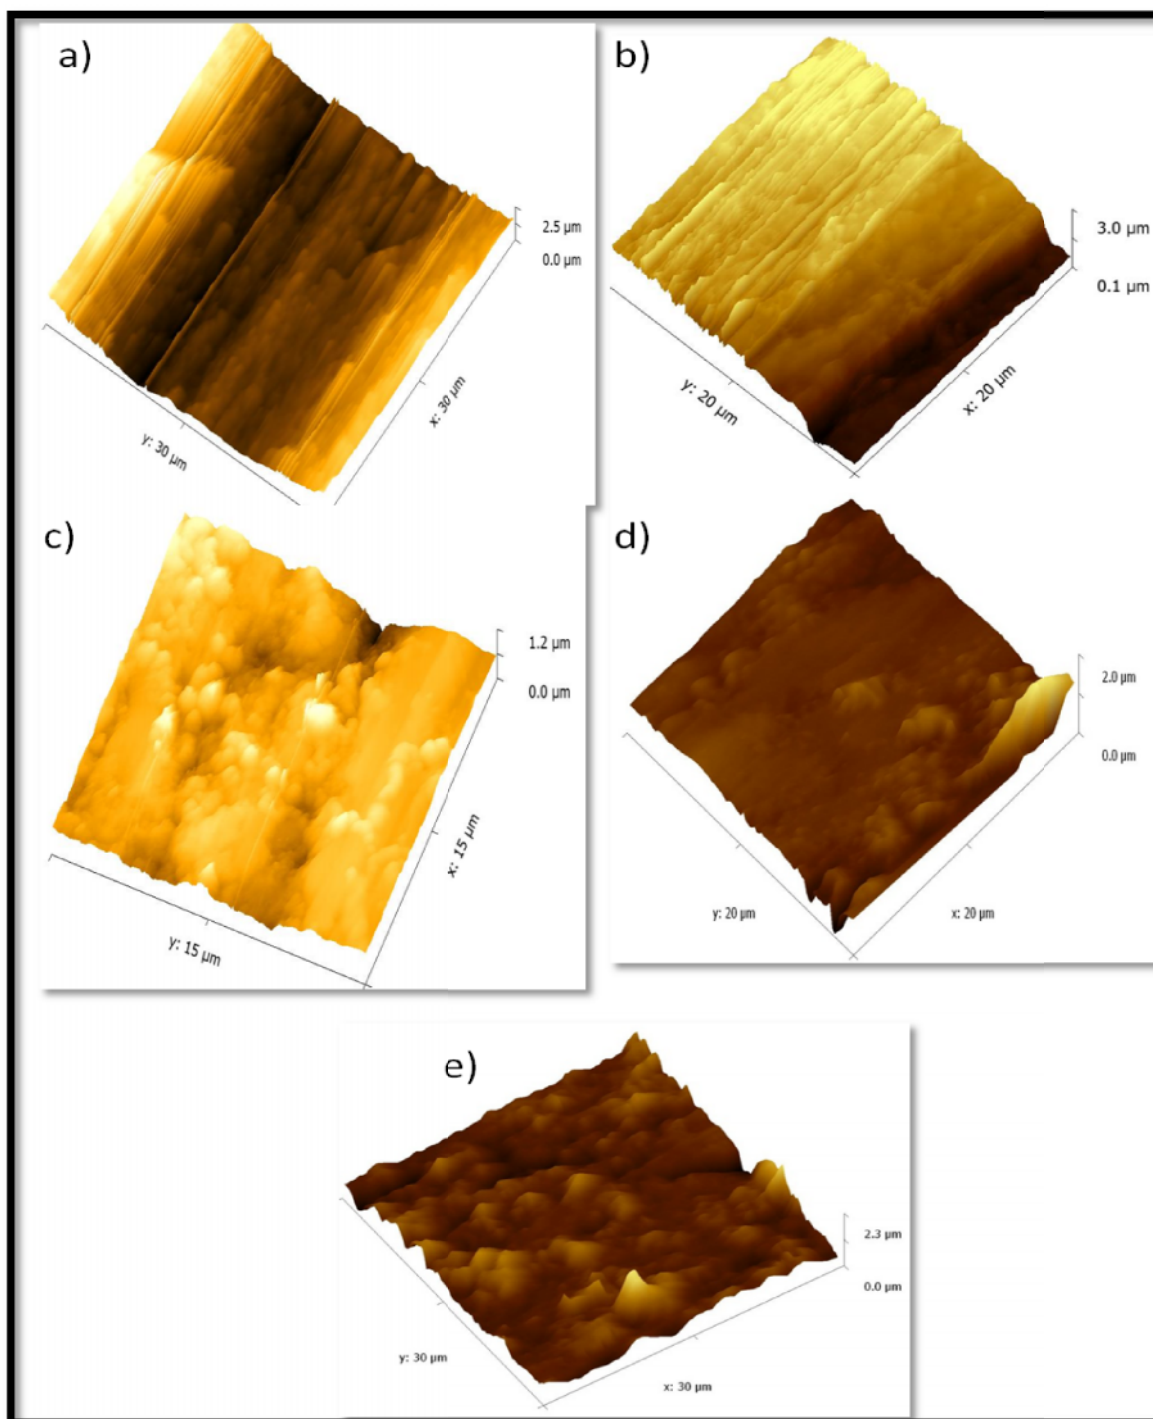 a)
2.5 µm
0.0 µm
x: 30 µm
y: 30 µm
b)
3.0 µm
0.1 µm
y: 20 µm
x: 20 µm
c)
1.2 µm
0.0 µm
x: 15 µm
y: 15 µm
d)
2.0 µm
0.0 µm
y: 20 µm
x: 20 µm
e)
2.3 µm
0.0 µm
y: 30 µm
x: 30 µm